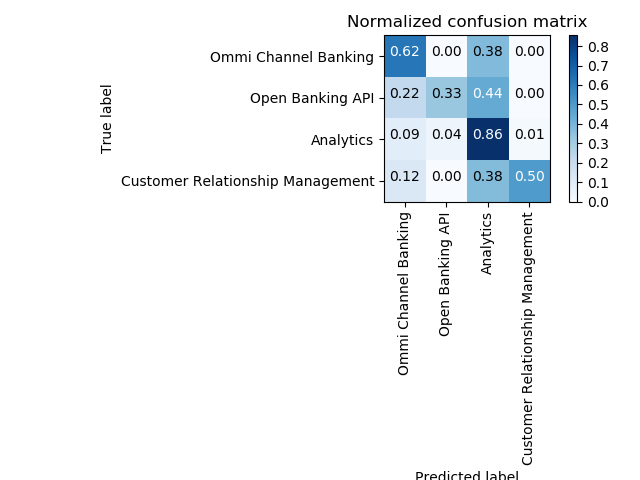 Normalized confusion matrix
True label
Ommi Channel Banking 0.62 0.00 0.38 0.00
Open Banking API 0.22 0.33 0.44 0.00
Analytics 0.09 0.04 0.86 0.01
Customer Relationship Management 0.12 0.00 0.38 0.50
0.8
0.7
0.6
0.5
0.4
0.3
0.2
0.1
0.0
Ommi Channel Banking
Open Banking API
Analytics
Customer Relationship Management
Predicted label